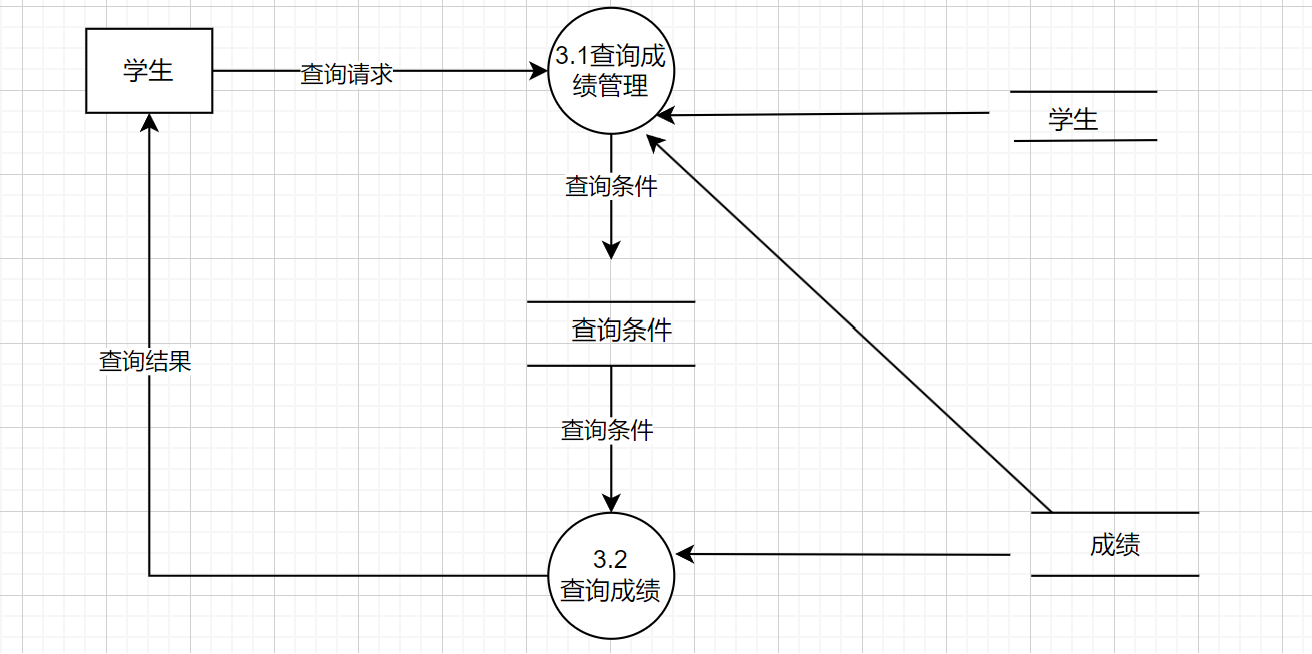 学生
查询请求
3.1查询成
绩管理
学生
查询条件
查询条件
查询结果
查询条件
成绩
3.2
查询成绩